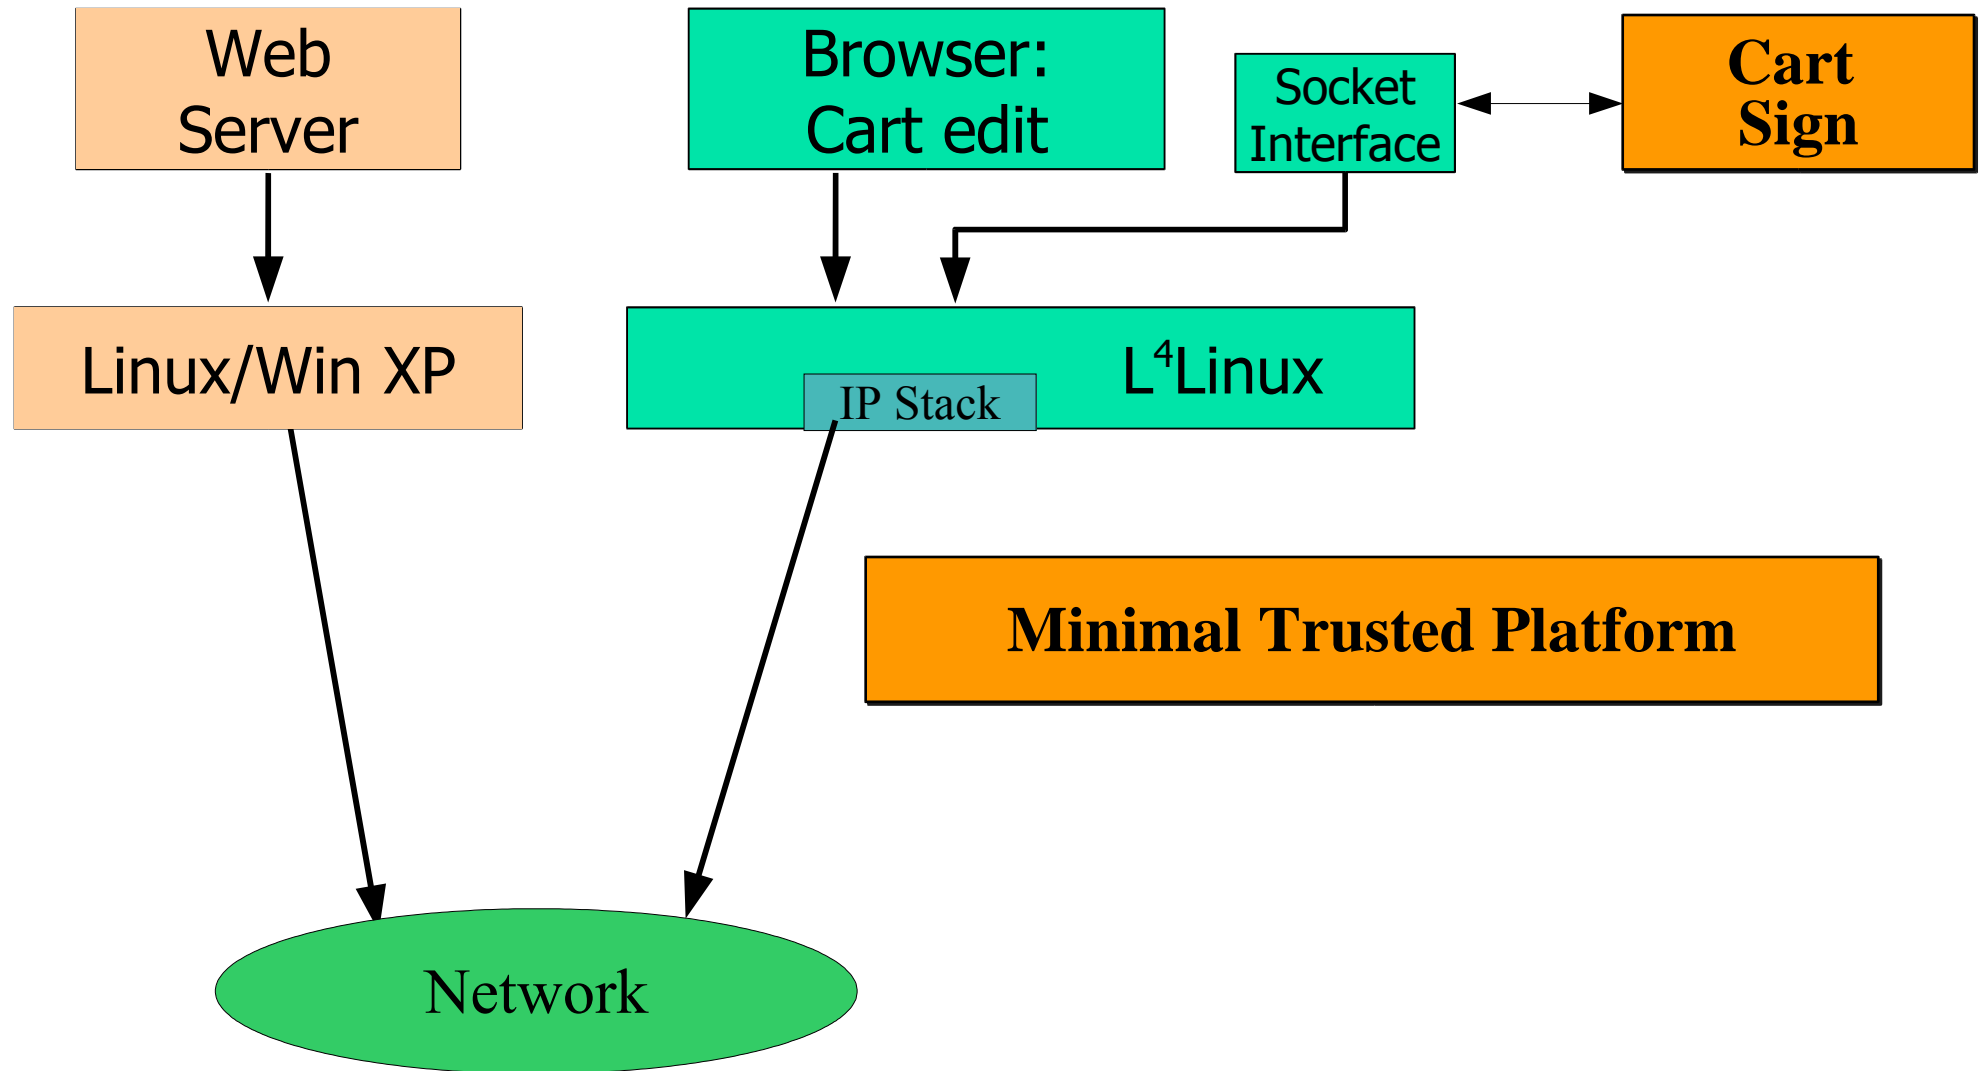 Web
Server
Browser:
Cart edit
Socket
Interface
Cart
Sign
Linux/Win XP
L⁴Linux
IP Stack
Minimal Trusted Platform
Network